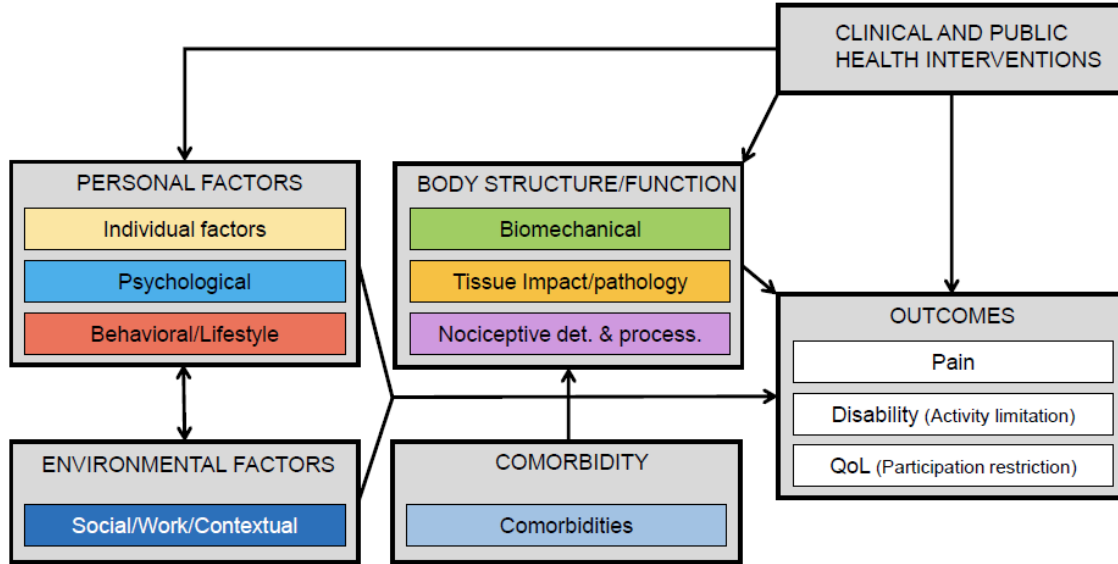 CLINICAL AND PUBLIC
HEALTH INTERVENTIONS
PERSONAL FACTORS
Individual factors
Psychological
Behavioral/Lifestyle
BODY STRUCTURE/FUNCTION
Biomechanical
Tissue Impact/pathology
Nociceptive det. & process.
OUTCOMES
Pain
Disability (Activity limitation)
QoL (Participation restriction)
ENVIRONMENTAL FACTORS
Social/Work/Contextual
COMORBIDITY
Comorbidities